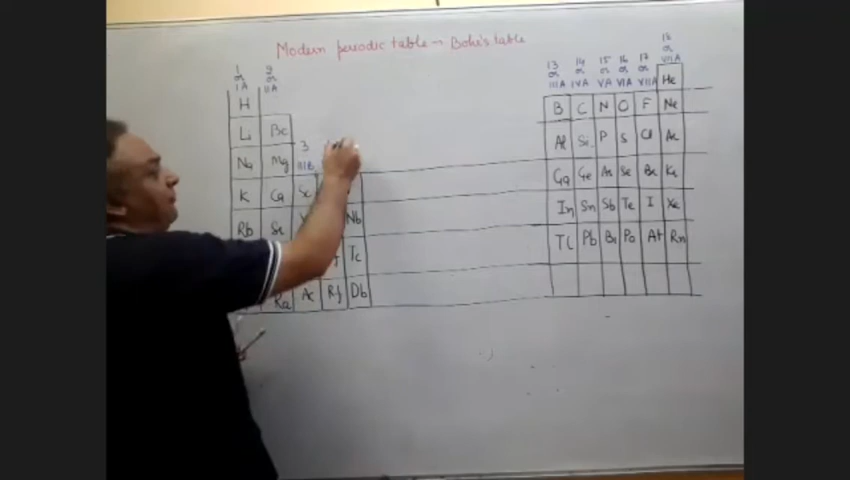 Modern periodic table - Bohr's table
1 2 13 14 15 16 17 18
or or or or or or or or
IA IIA IIIA IVA VA VIA VIIA VIIIA
H He
Li Be B C N O F Ne
Na Mg 3 Al Si P S Cl Ar
IIIB
K Ca Sc Ga Ge As Se Br Kr
Rb Sr Nb In Sn Sb Te I Xe
Tc Tl Pb Bi Po At Rn
Ra Ac Rf Db